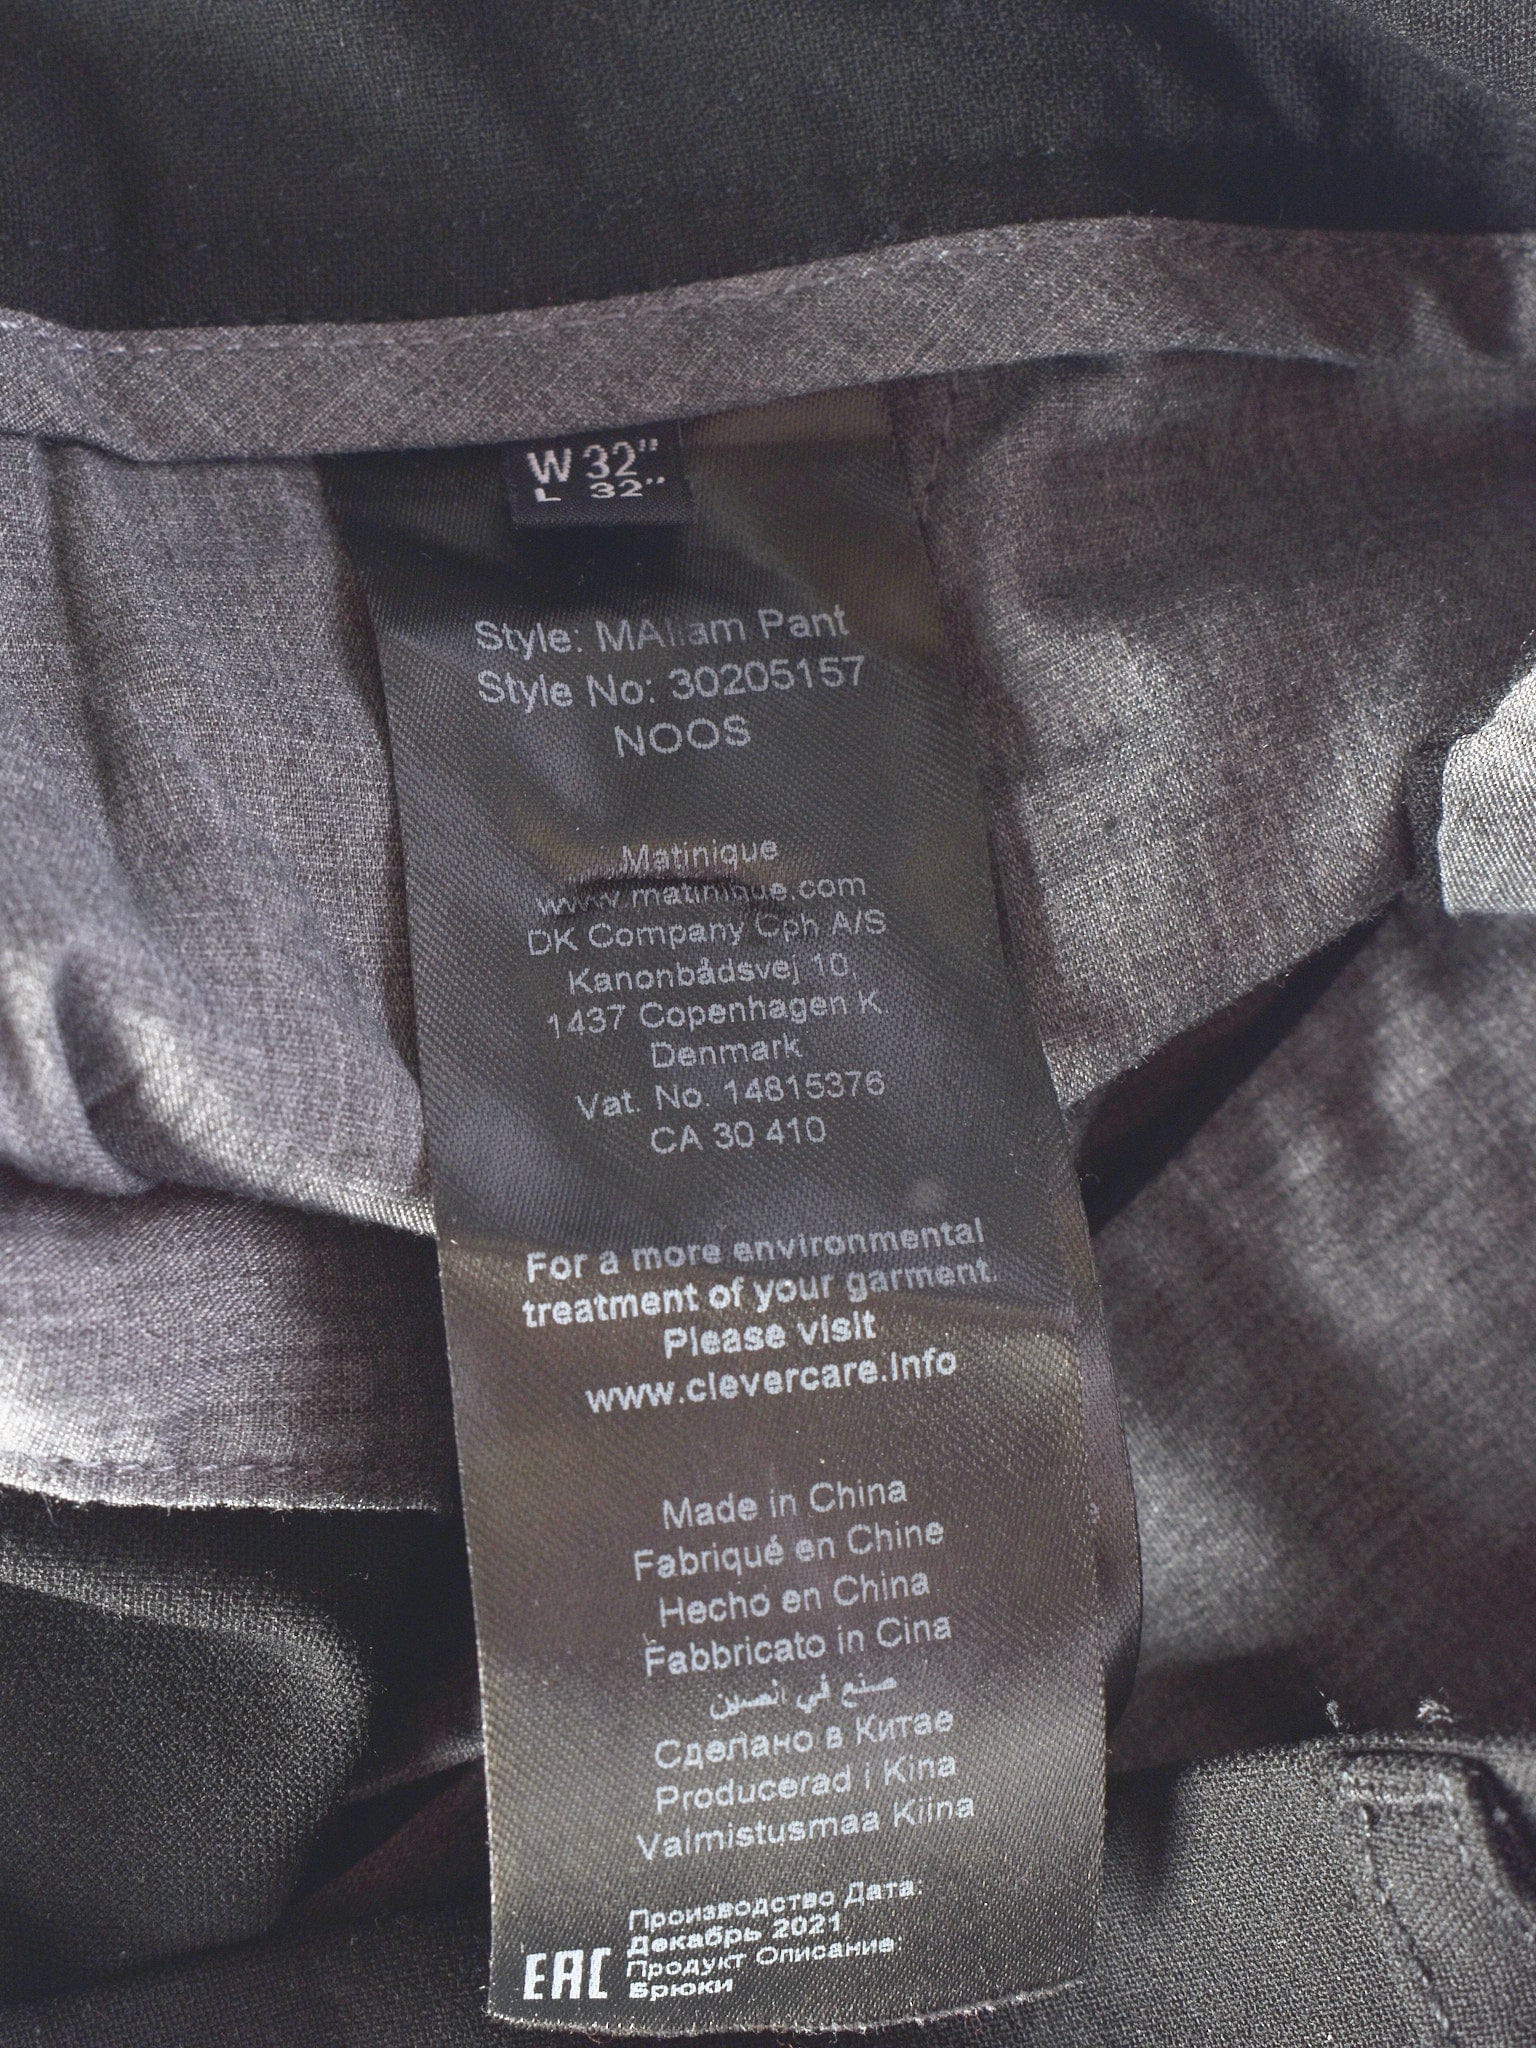 W 32"
L 32"
Style: MAliam Pant
Style No: 30205157
NOOS
Matinique
www.matinique.com
DK Company Cph A/S
Kanonbådsvej 10,
1437 Copenhagen K
Denmark
Vat. No. 14815376
CA 30 410
For a more environmental
treatment of your garment.
Please visit
www.clevercare.info
Made in China
Fabriqué en Chine
Hecho en China
Fabbricato in Cina
صنع في الصين
Сделано в Китае
Producerad i Kina
Valmistusmaa Kiina
Производство Дата:
Декабрь 2021
Продукт Описание:
Брюки
EAC